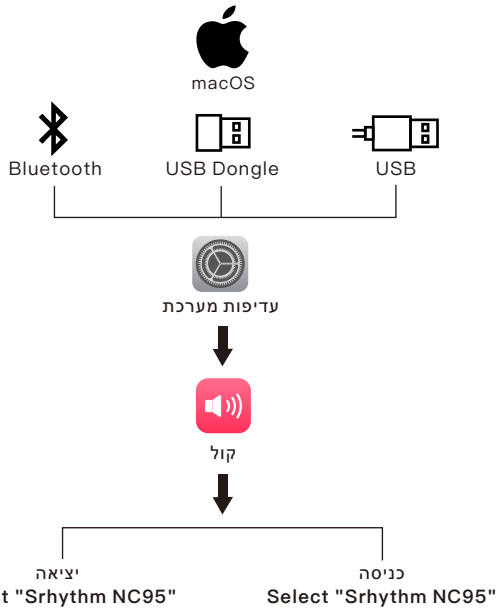 macOS
Bluetooth
USB Dongle
USB
עדיפות מערכת
קול
יציאה
כניסה
"Srhythm NC95"
Select "Srhythm NC95"